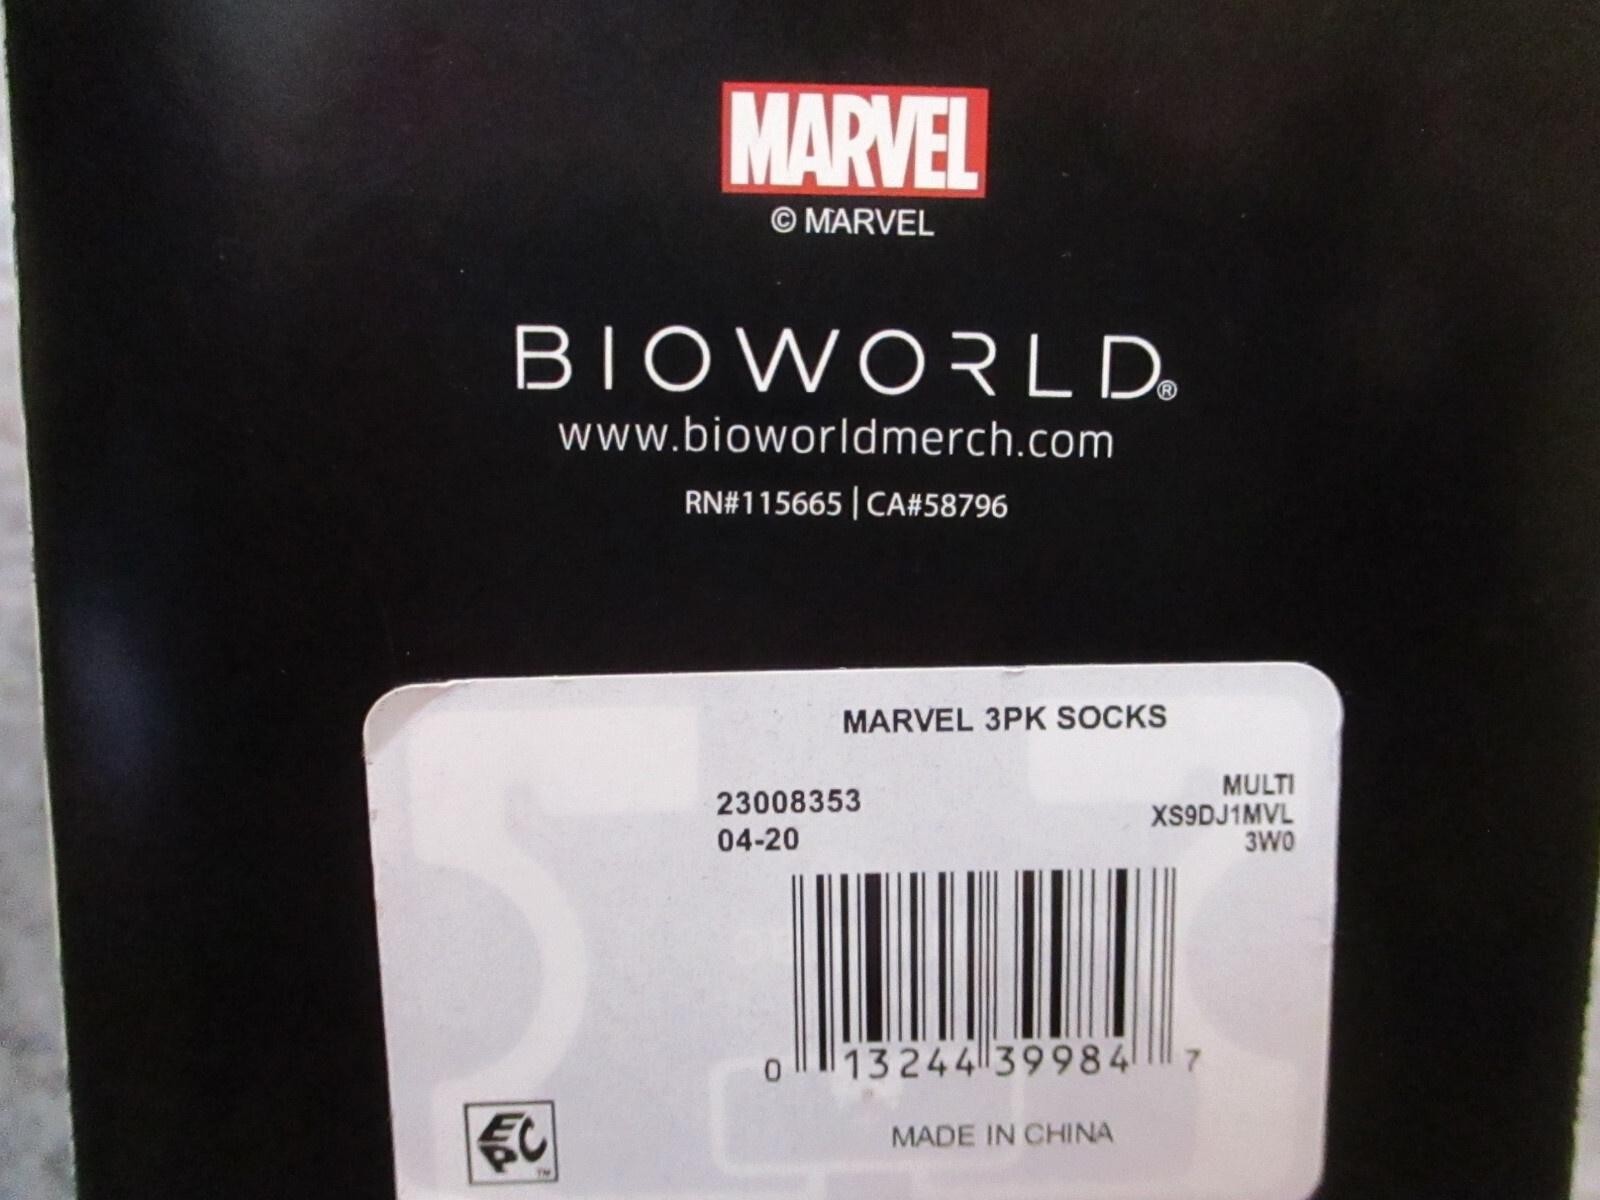 MARVEL
© MARVEL
BIOWORLD®
www.bioworldmerch.com
RN#115665 | CA#58796
MARVEL 3PK SOCKS
23008353
04-20
MULTI
XS9DJ1MVL
3W0
0 13244 39984 7
MADE IN CHINA
EPC™